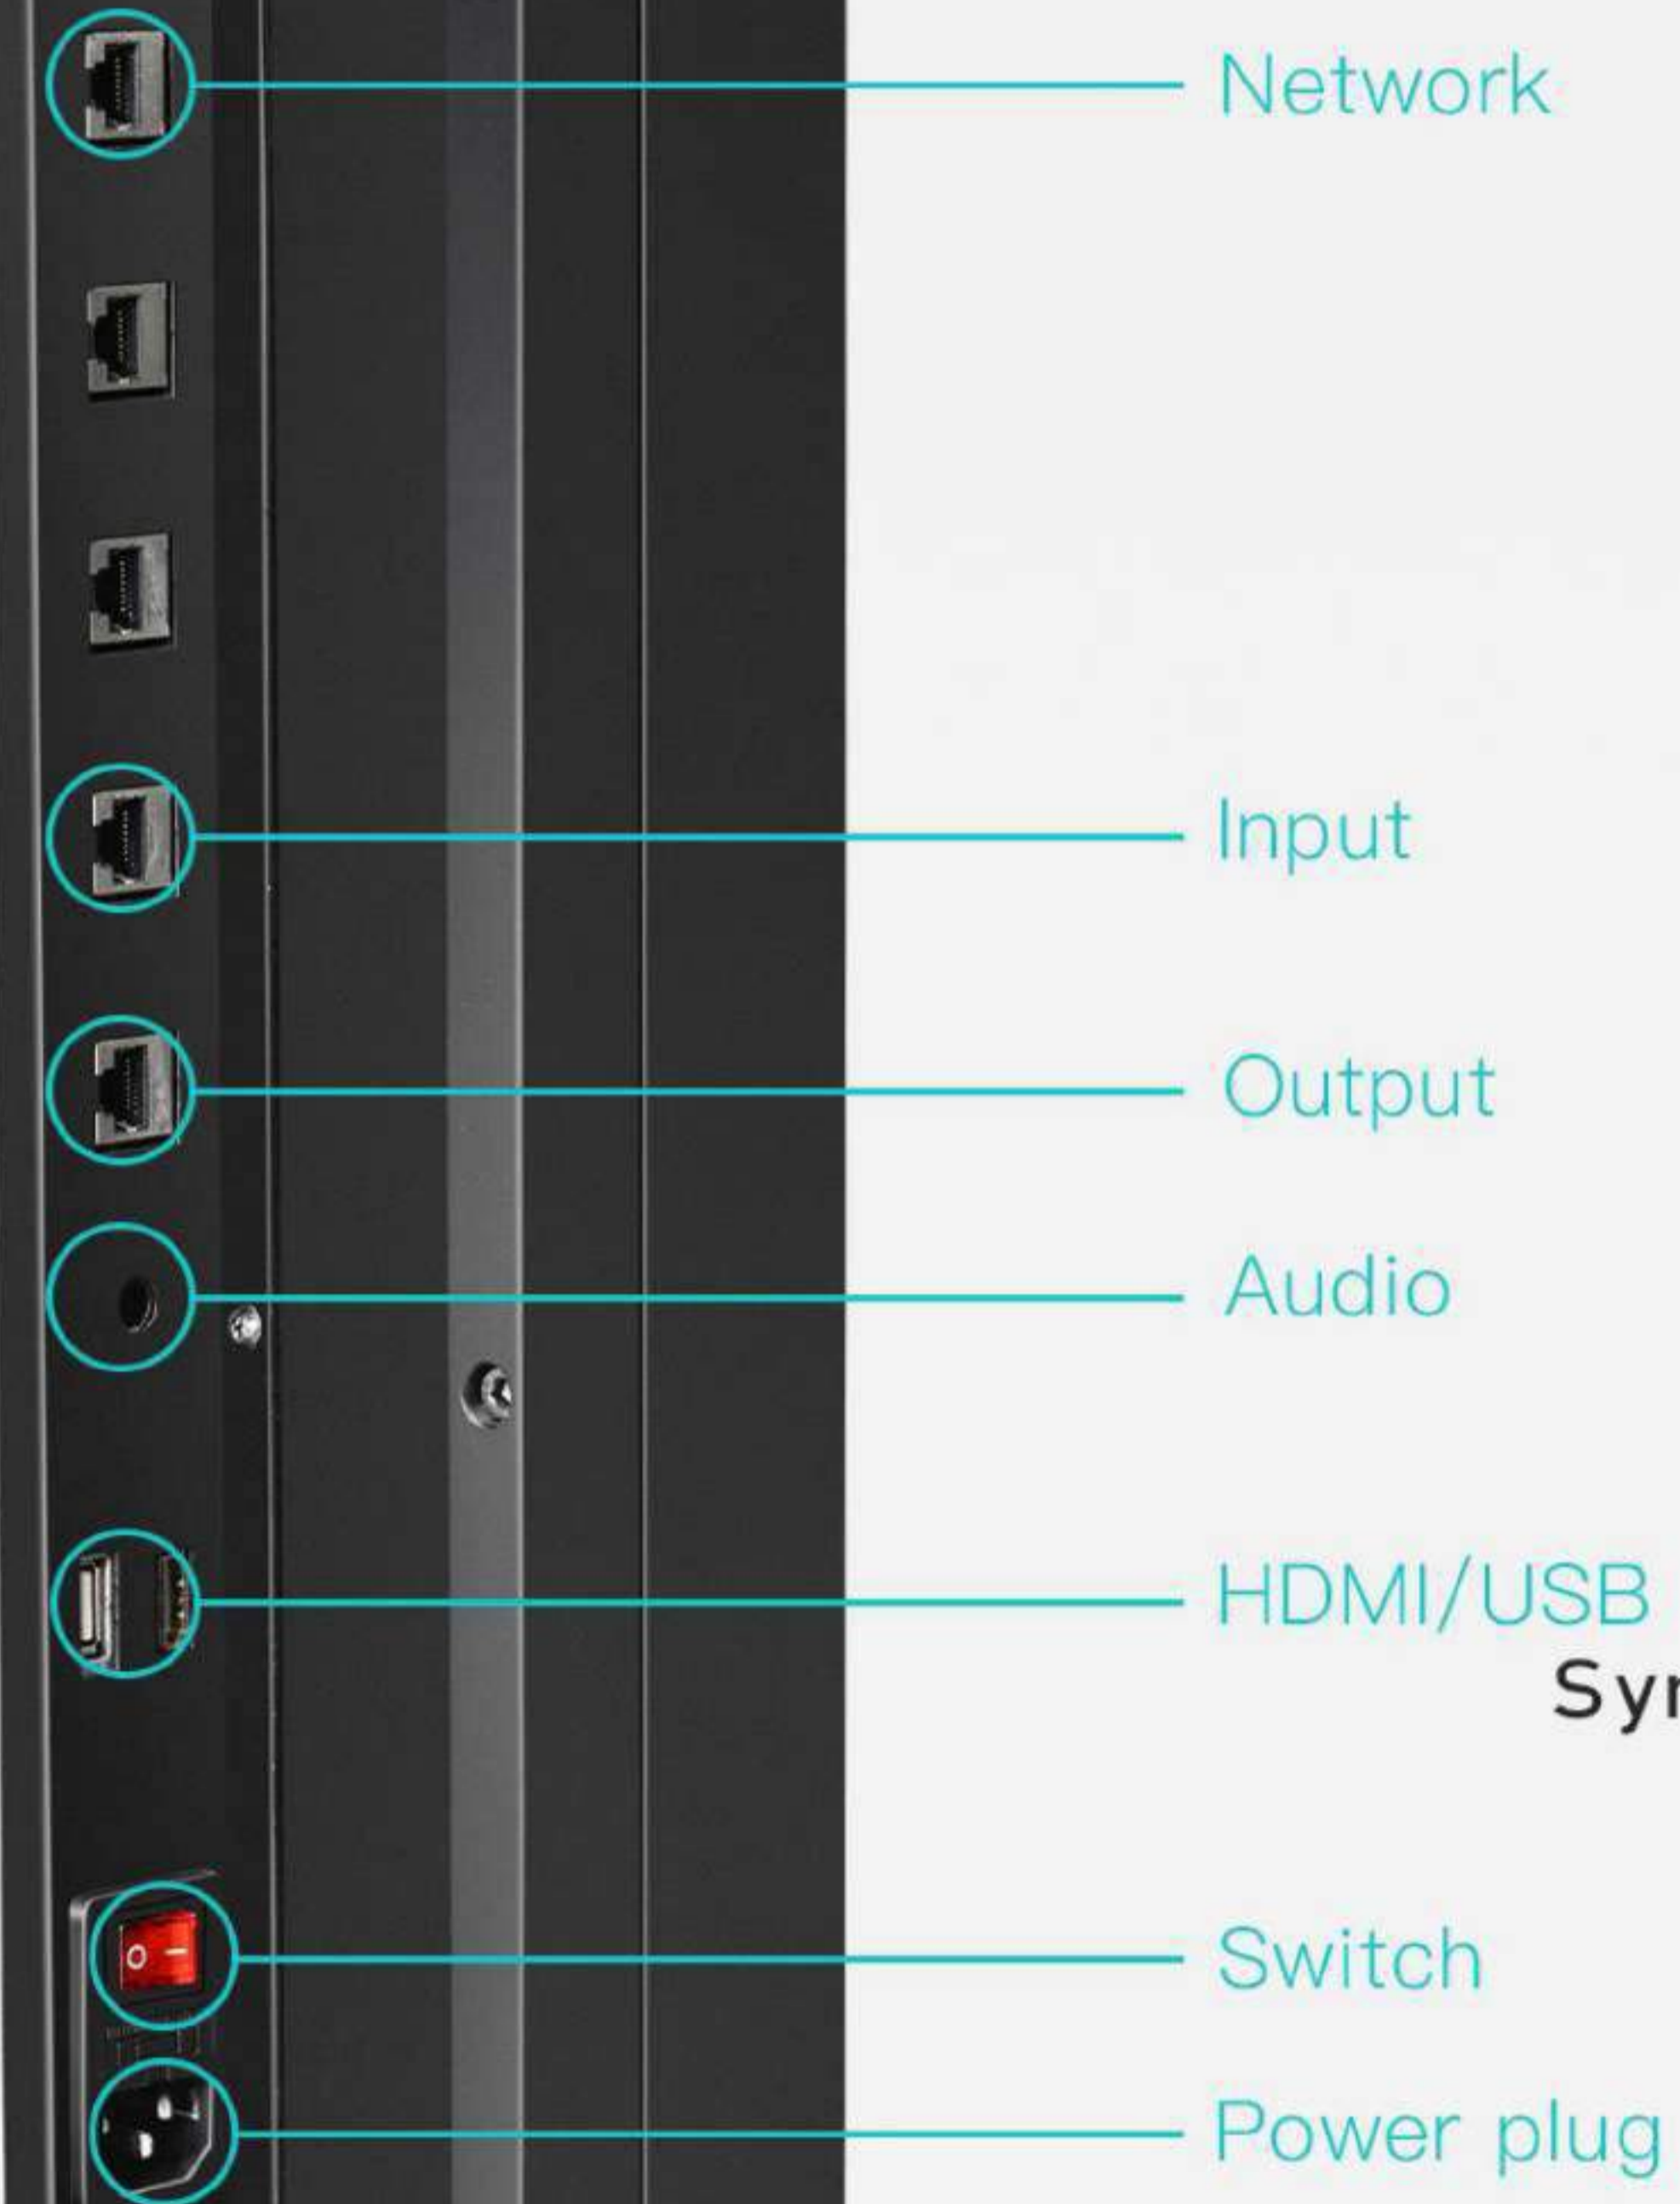 Network
Input
Output
Audio
HDMI/USB
Switch
Power plug